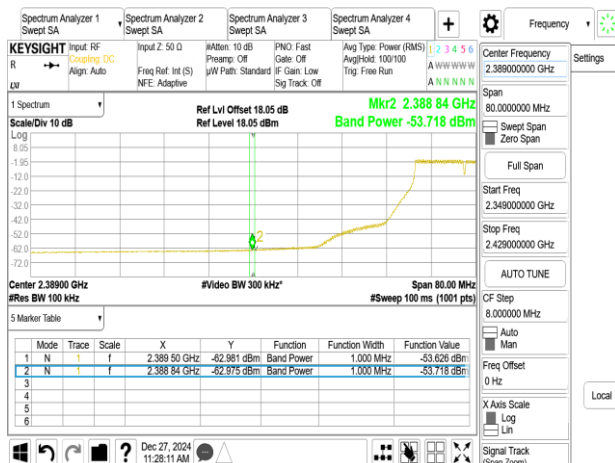 Spectrum Analyzer 1
Swept SA
Spectrum Analyzer 2
Swept SA
Spectrum Analyzer 3
Swept SA
Spectrum Analyzer 4
Swept SA
+
Frequency
KEYSIGHT
R
LXI
Input: RF
Coupling: DC
Align: Auto
Input Z: 50 Ω
Freq Ref: Int (S)
NFE: Adaptive
#Atten: 10 dB
Preamp: Off
µW Path: Standard
PNO: Fast
Gate: Off
IF Gain: Low
Sig Track: Off
Avg Type: Power (RMS)
Avg|Hold: 100/100
Trig: Free Run
1 2 3 4 5 6
A W W W W W
A N N N N N
1 Spectrum
Scale/Div 10 dB
Ref Lvl Offset 18.05 dB
Ref Level 18.05 dBm
Mkr2 2.388 84 GHz
Band Power -53.718 dBm
Log
8.05
-1.95
-12.0
-22.0
-32.0
-42.0
-52.0
-62.0
-72.0
2
Center 2.38900 GHz
#Res BW 100 kHz
#Video BW 300 kHz*
Span 80.00 MHz
#Sweep 100 ms (1001 pts)
5 Marker Table
Mode Trace Scale X Y Function Function Width Function Value
1 N 1 f 2.389 50 GHz -62.981 dBm Band Power 1.000 MHz -53.626 dBm
2 N 1 f 2.388 84 GHz -62.975 dBm Band Power 1.000 MHz -53.718 dBm
3
4
5
6
Dec 27, 2024
11:28:11 AM
Center Frequency
2.389000000 GHz
Span
80.0000000 MHz
Swept Span
Zero Span
Full Span
Start Freq
2.349000000 GHz
Stop Freq
2.429000000 GHz
AUTO TUNE
CF Step
8.000000 MHz
Auto
Man
Freq Offset
0 Hz
X Axis Scale
Log
Lin
Signal Track
(Span Zoom)
Settings
Local